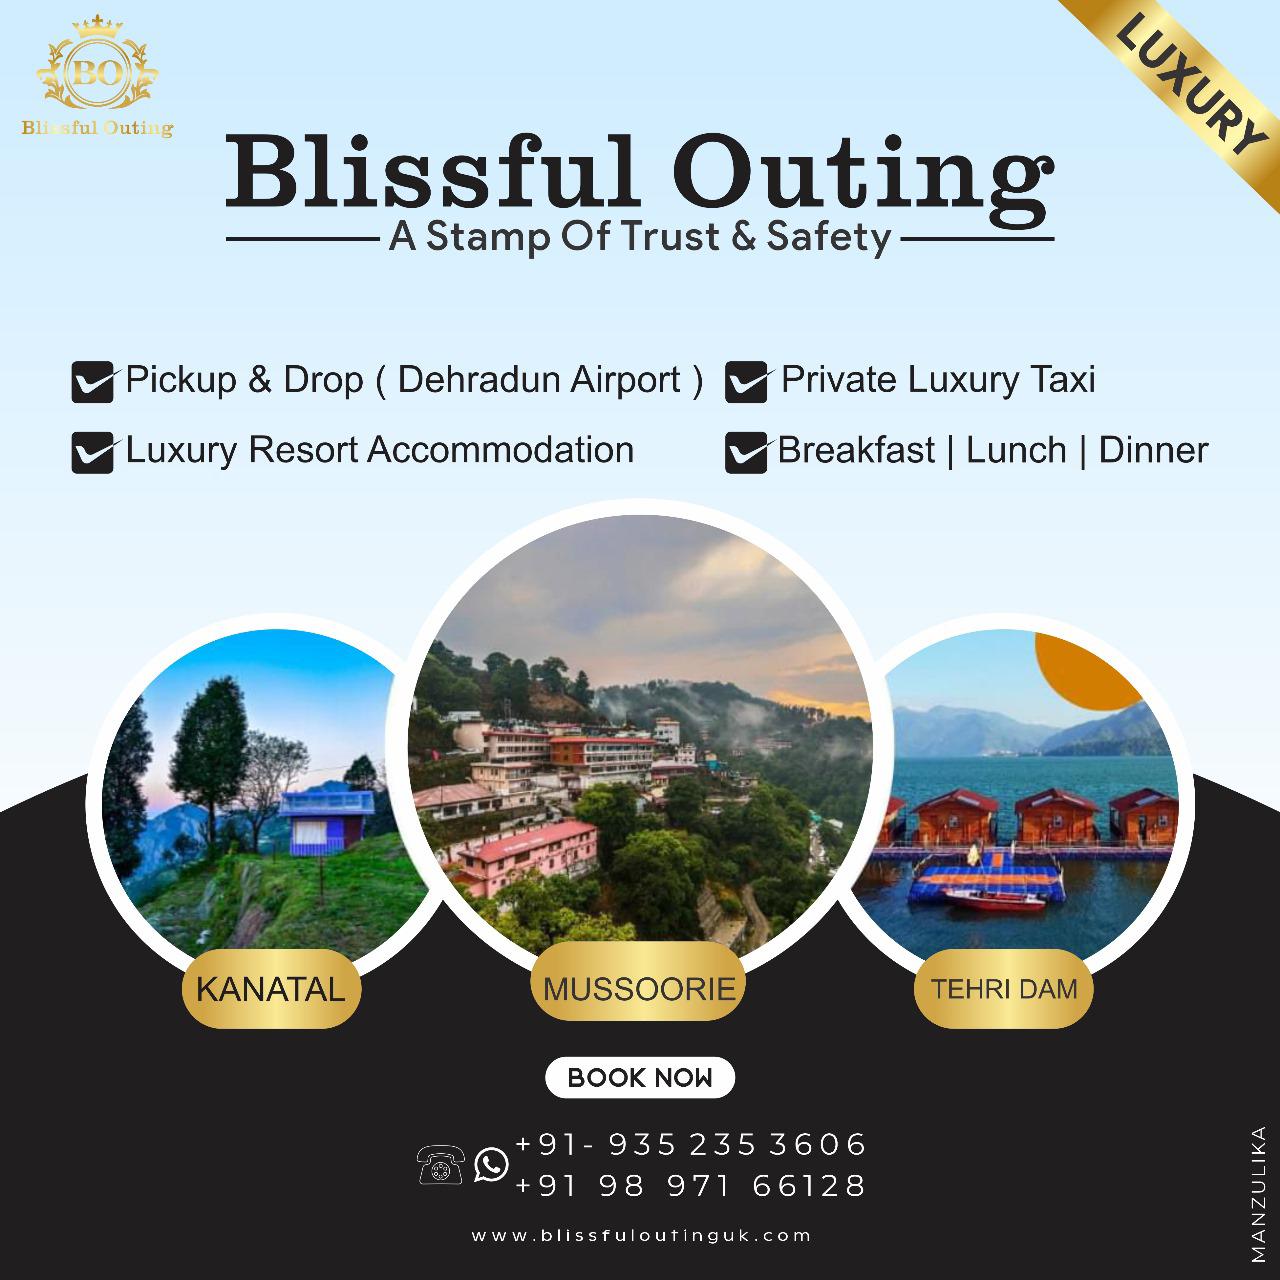 BO
Blissful Outing
LUXURY
Blissful Outing
A Stamp Of Trust & Safety
Pickup & Drop ( Dehradun Airport )
Private Luxury Taxi
Luxury Resort Accommodation
Breakfast | Lunch | Dinner
KANATAL
MUSSOORIE
TEHRI DAM
BOOK NOW
+91- 935 235 3606
+91 98 971 66128
www.blissfuloutinguk.com
MANZULIKA